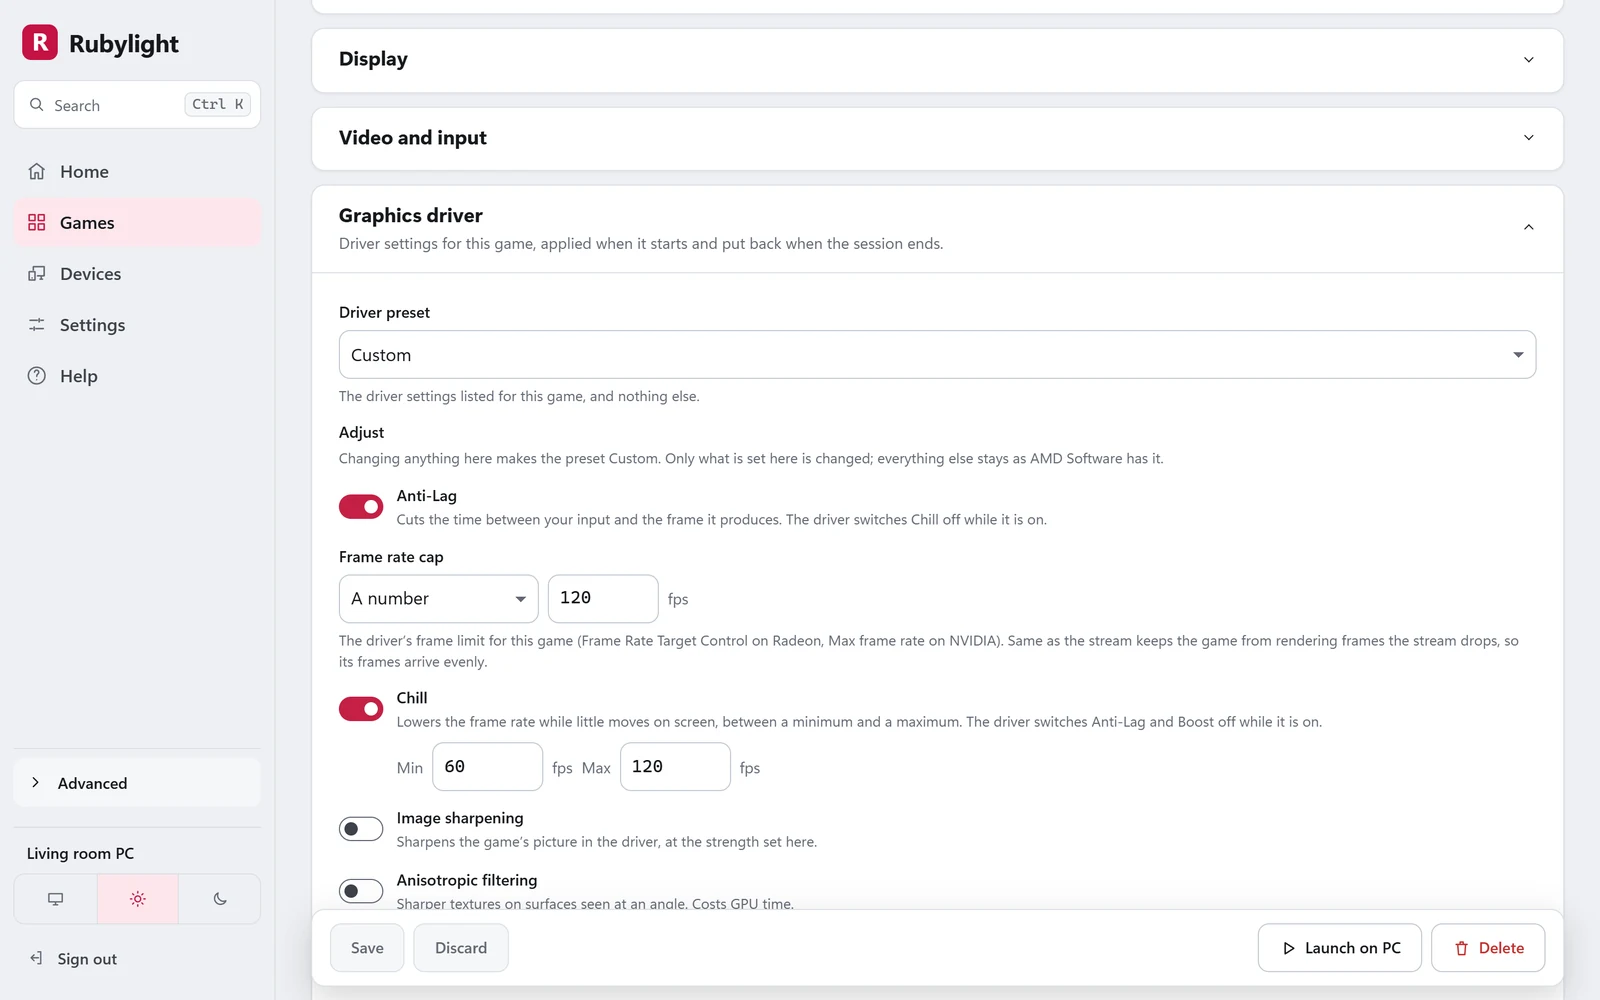 R Rubylight
Search Ctrl K
Home
Games
Devices
Settings
Help
Advanced
Living room PC
Sign out
Display
Video and input
Graphics driver
Driver settings for this game, applied when it starts and put back when the session ends.
Driver preset
Custom
The driver settings listed for this game, and nothing else.
Adjust
Changing anything here makes the preset Custom. Only what is set here is changed; everything else stays as AMD Software has it.
Anti-Lag
Cuts the time between your input and the frame it produces. The driver switches Chill off while it is on.
Frame rate cap
A number 120 fps
The driver’s frame limit for this game (Frame Rate Target Control on Radeon, Max frame rate on NVIDIA). Same as the stream keeps the game from rendering frames the stream drops, so
its frames arrive evenly.
Chill
Lowers the frame rate while little moves on screen, between a minimum and a maximum. The driver switches Anti-Lag and Boost off while it is on.
Min 60 fps Max 120 fps
Image sharpening
Sharpens the game’s picture in the driver, at the strength set here.
Anisotropic filtering
Sharper textures on surfaces seen at an angle. Costs GPU time.
Save Discard Launch on PC Delete